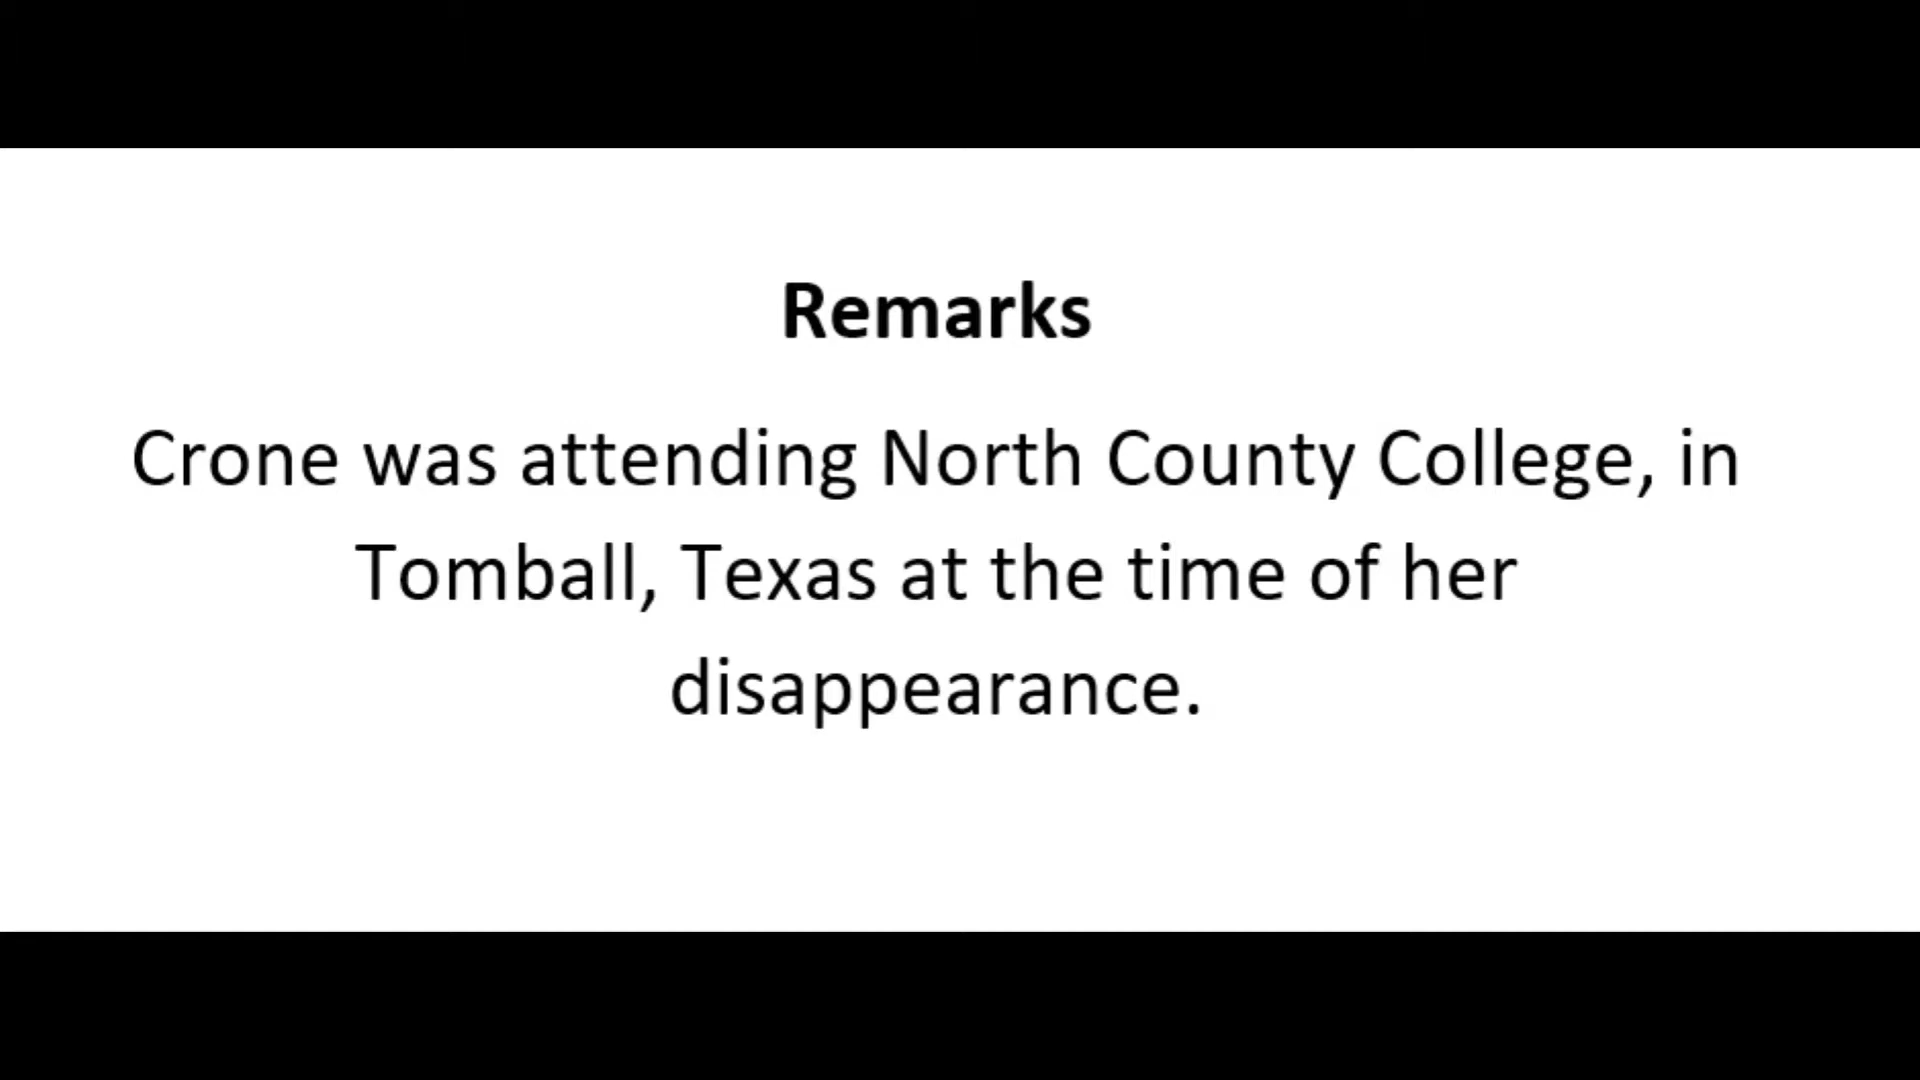 Remarks
Crone was attending North County College, in
Tomball, Texas at the time of her
disappearance.